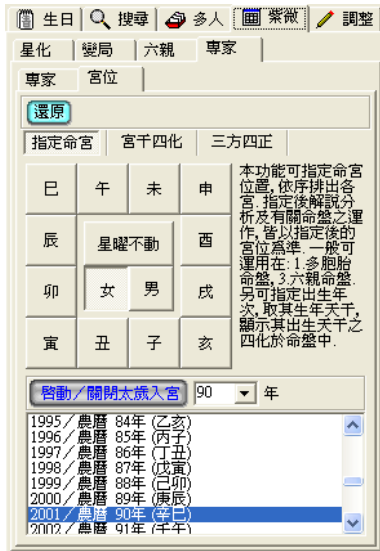 生日 搜尋 多人 紫微 調整
星化 變局 六親 專家
專家 宮位
還原
指定命宮 宮干四化 三方四正
巳 午 未 申
辰 星曜不動 酉
卯 女 男 戌
寅 丑 子 亥
本功能可指定命宮
位置,依序排出各
宮.指定後解說分
析及有關命盤之運
作,皆以指定後的
宮位為準.一般可
運用在:1.多胞胎
命盤,3.六親命盤.
另可指定出生年
次,取其生年天干,
顯示其出生天干之
四化於命盤中.
啓動/關閉太歲入宮 90 年
1995/農曆 84年 (乙亥)
1996/農曆 85年 (丙子)
1997/農曆 86年 (丁丑)
1998/農曆 87年 (戊寅)
1999/農曆 88年 (己卯)
2000/農曆 89年 (庚辰)
2001/農曆 90年 (辛巳)
2002/農曆 91年 (壬午)